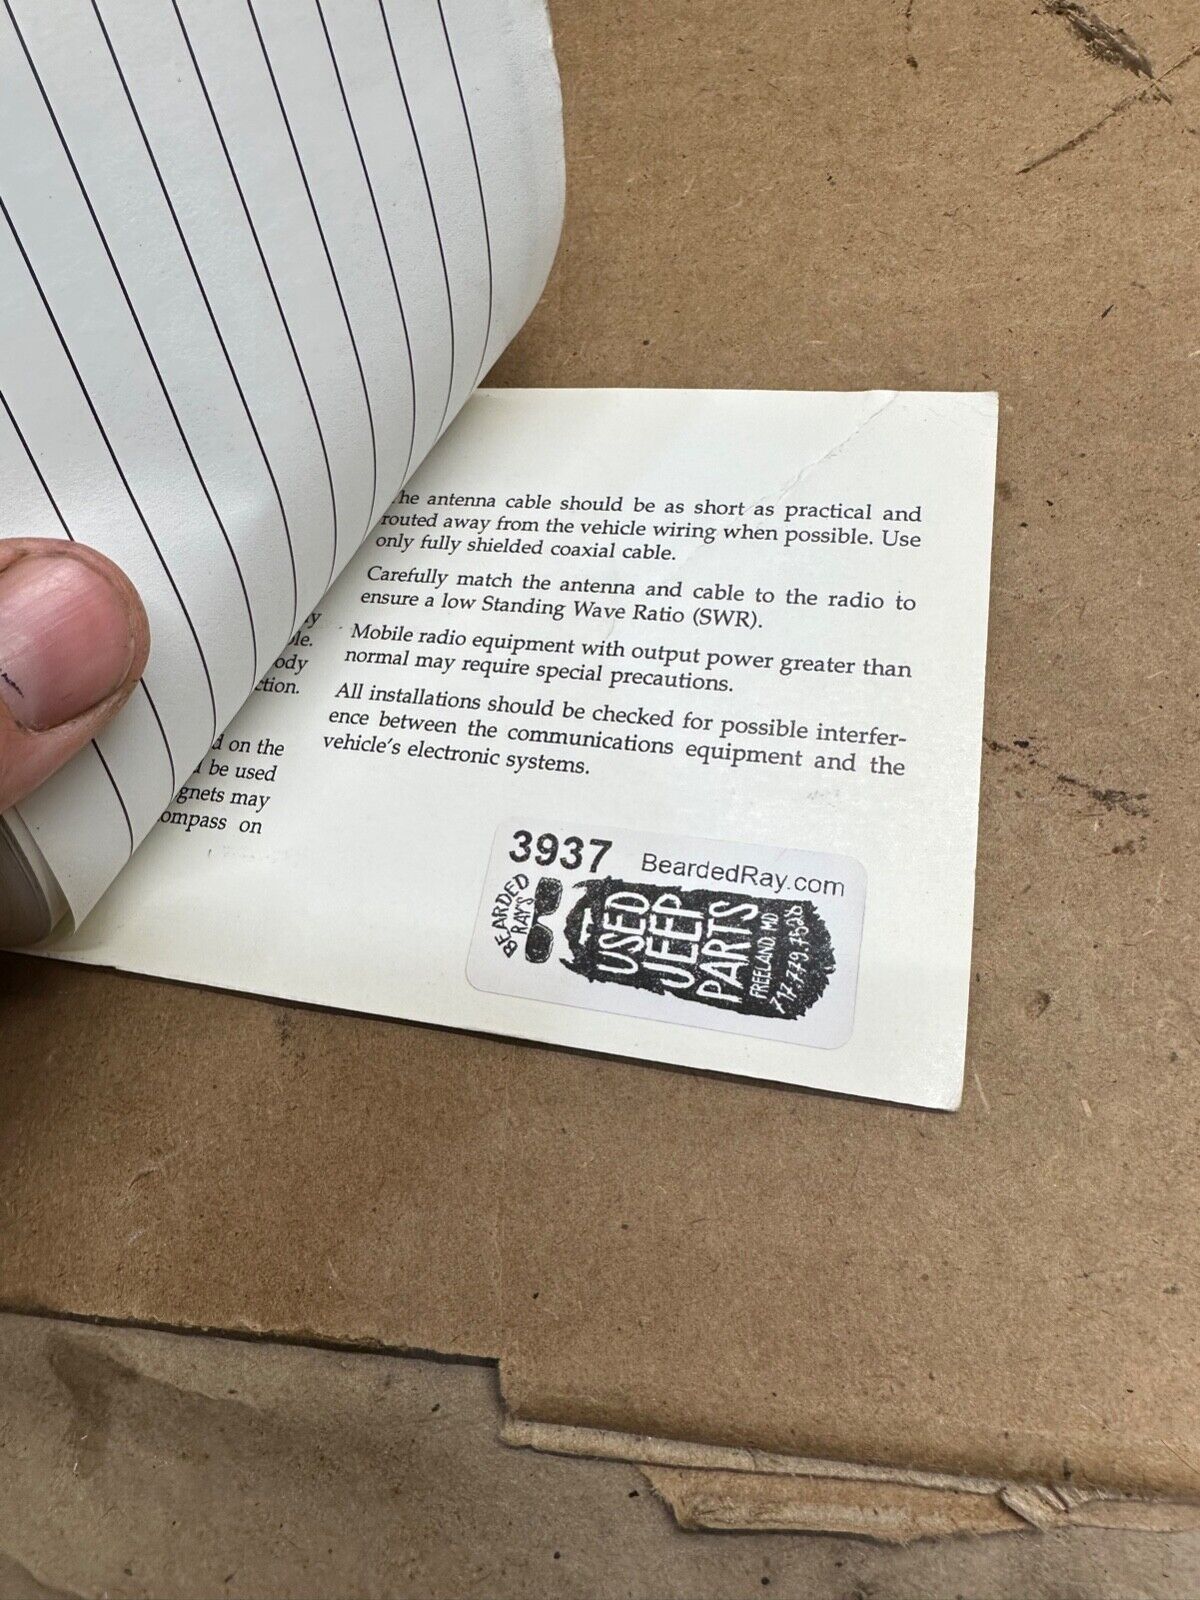 he antenna cable should be as short as practical and
routed away from the vehicle wiring when possible. Use
only fully shielded coaxial cable.
Carefully match the antenna and cable to the radio to
ensure a low Standing Wave Ratio (SWR).
Mobile radio equipment with output power greater than
normal may require special precautions.
All installations should be checked for possible interfer-
ence between the communications equipment and the
vehicle's electronic systems.
ody
ction.
d on the
be used
gnets may
ompass on
3937 BeardedRay.com
BEARDED
RAY'S
USED
JEEP
PARTS
FREELAND, MD
717.779.7528